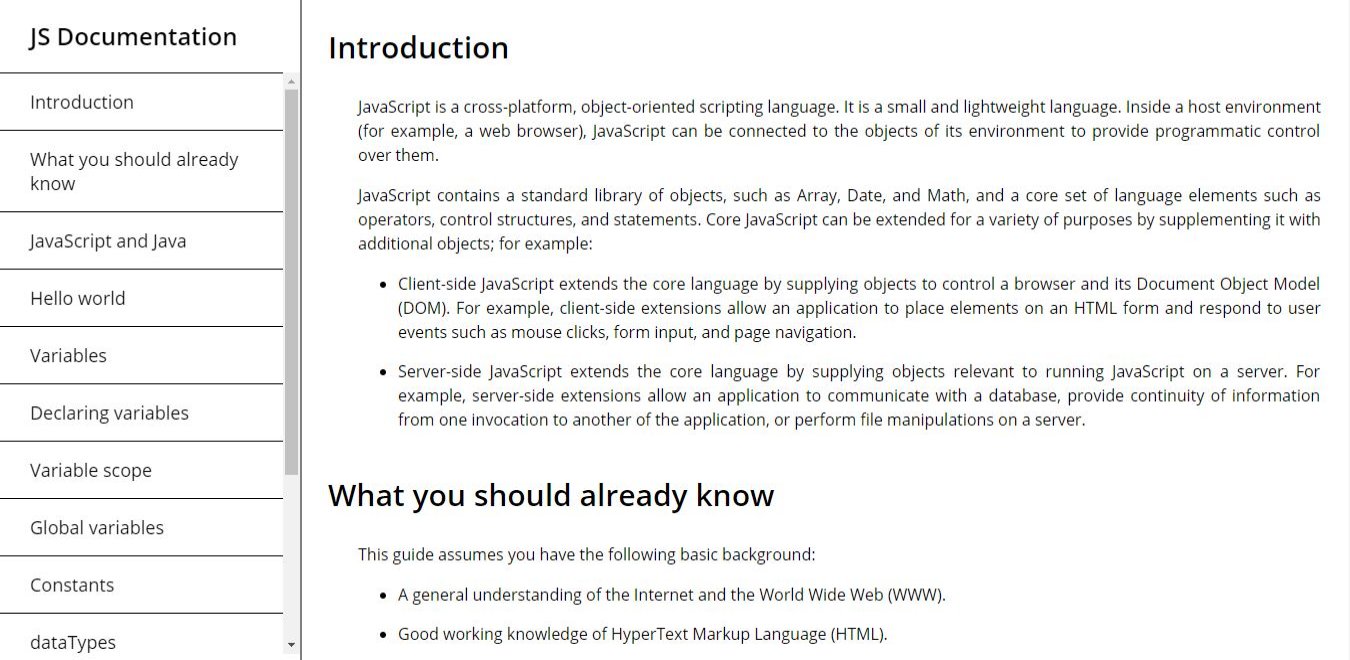 JS Documentation
Introduction
What you should already
know
JavaScript and Java
Hello world
Variables
Declaring variables
Variable scope
Global variables
Constants
dataTypes
Introduction
JavaScript is a cross-platform, object-oriented scripting language. It is a small and lightweight language. Inside a host environment
(for example, a web browser), JavaScript can be connected to the objects of its environment to provide programmatic control
over them.
JavaScript contains a standard library of objects, such as Array, Date, and Math, and a core set of language elements such as
operators, control structures, and statements. Core JavaScript can be extended for a variety of purposes by supplementing it with
additional objects; for example:
• Client-side JavaScript extends the core language by supplying objects to control a browser and its Document Object Model
(DOM). For example, client-side extensions allow an application to place elements on an HTML form and respond to user
events such as mouse clicks, form input, and page navigation.
• Server-side JavaScript extends the core language by supplying objects relevant to running JavaScript on a server. For
example, server-side extensions allow an application to communicate with a database, provide continuity of information
from one invocation to another of the application, or perform file manipulations on a server.
What you should already know
This guide assumes you have the following basic background:
• A general understanding of the Internet and the World Wide Web (WWW).
• Good working knowledge of HyperText Markup Language (HTML).